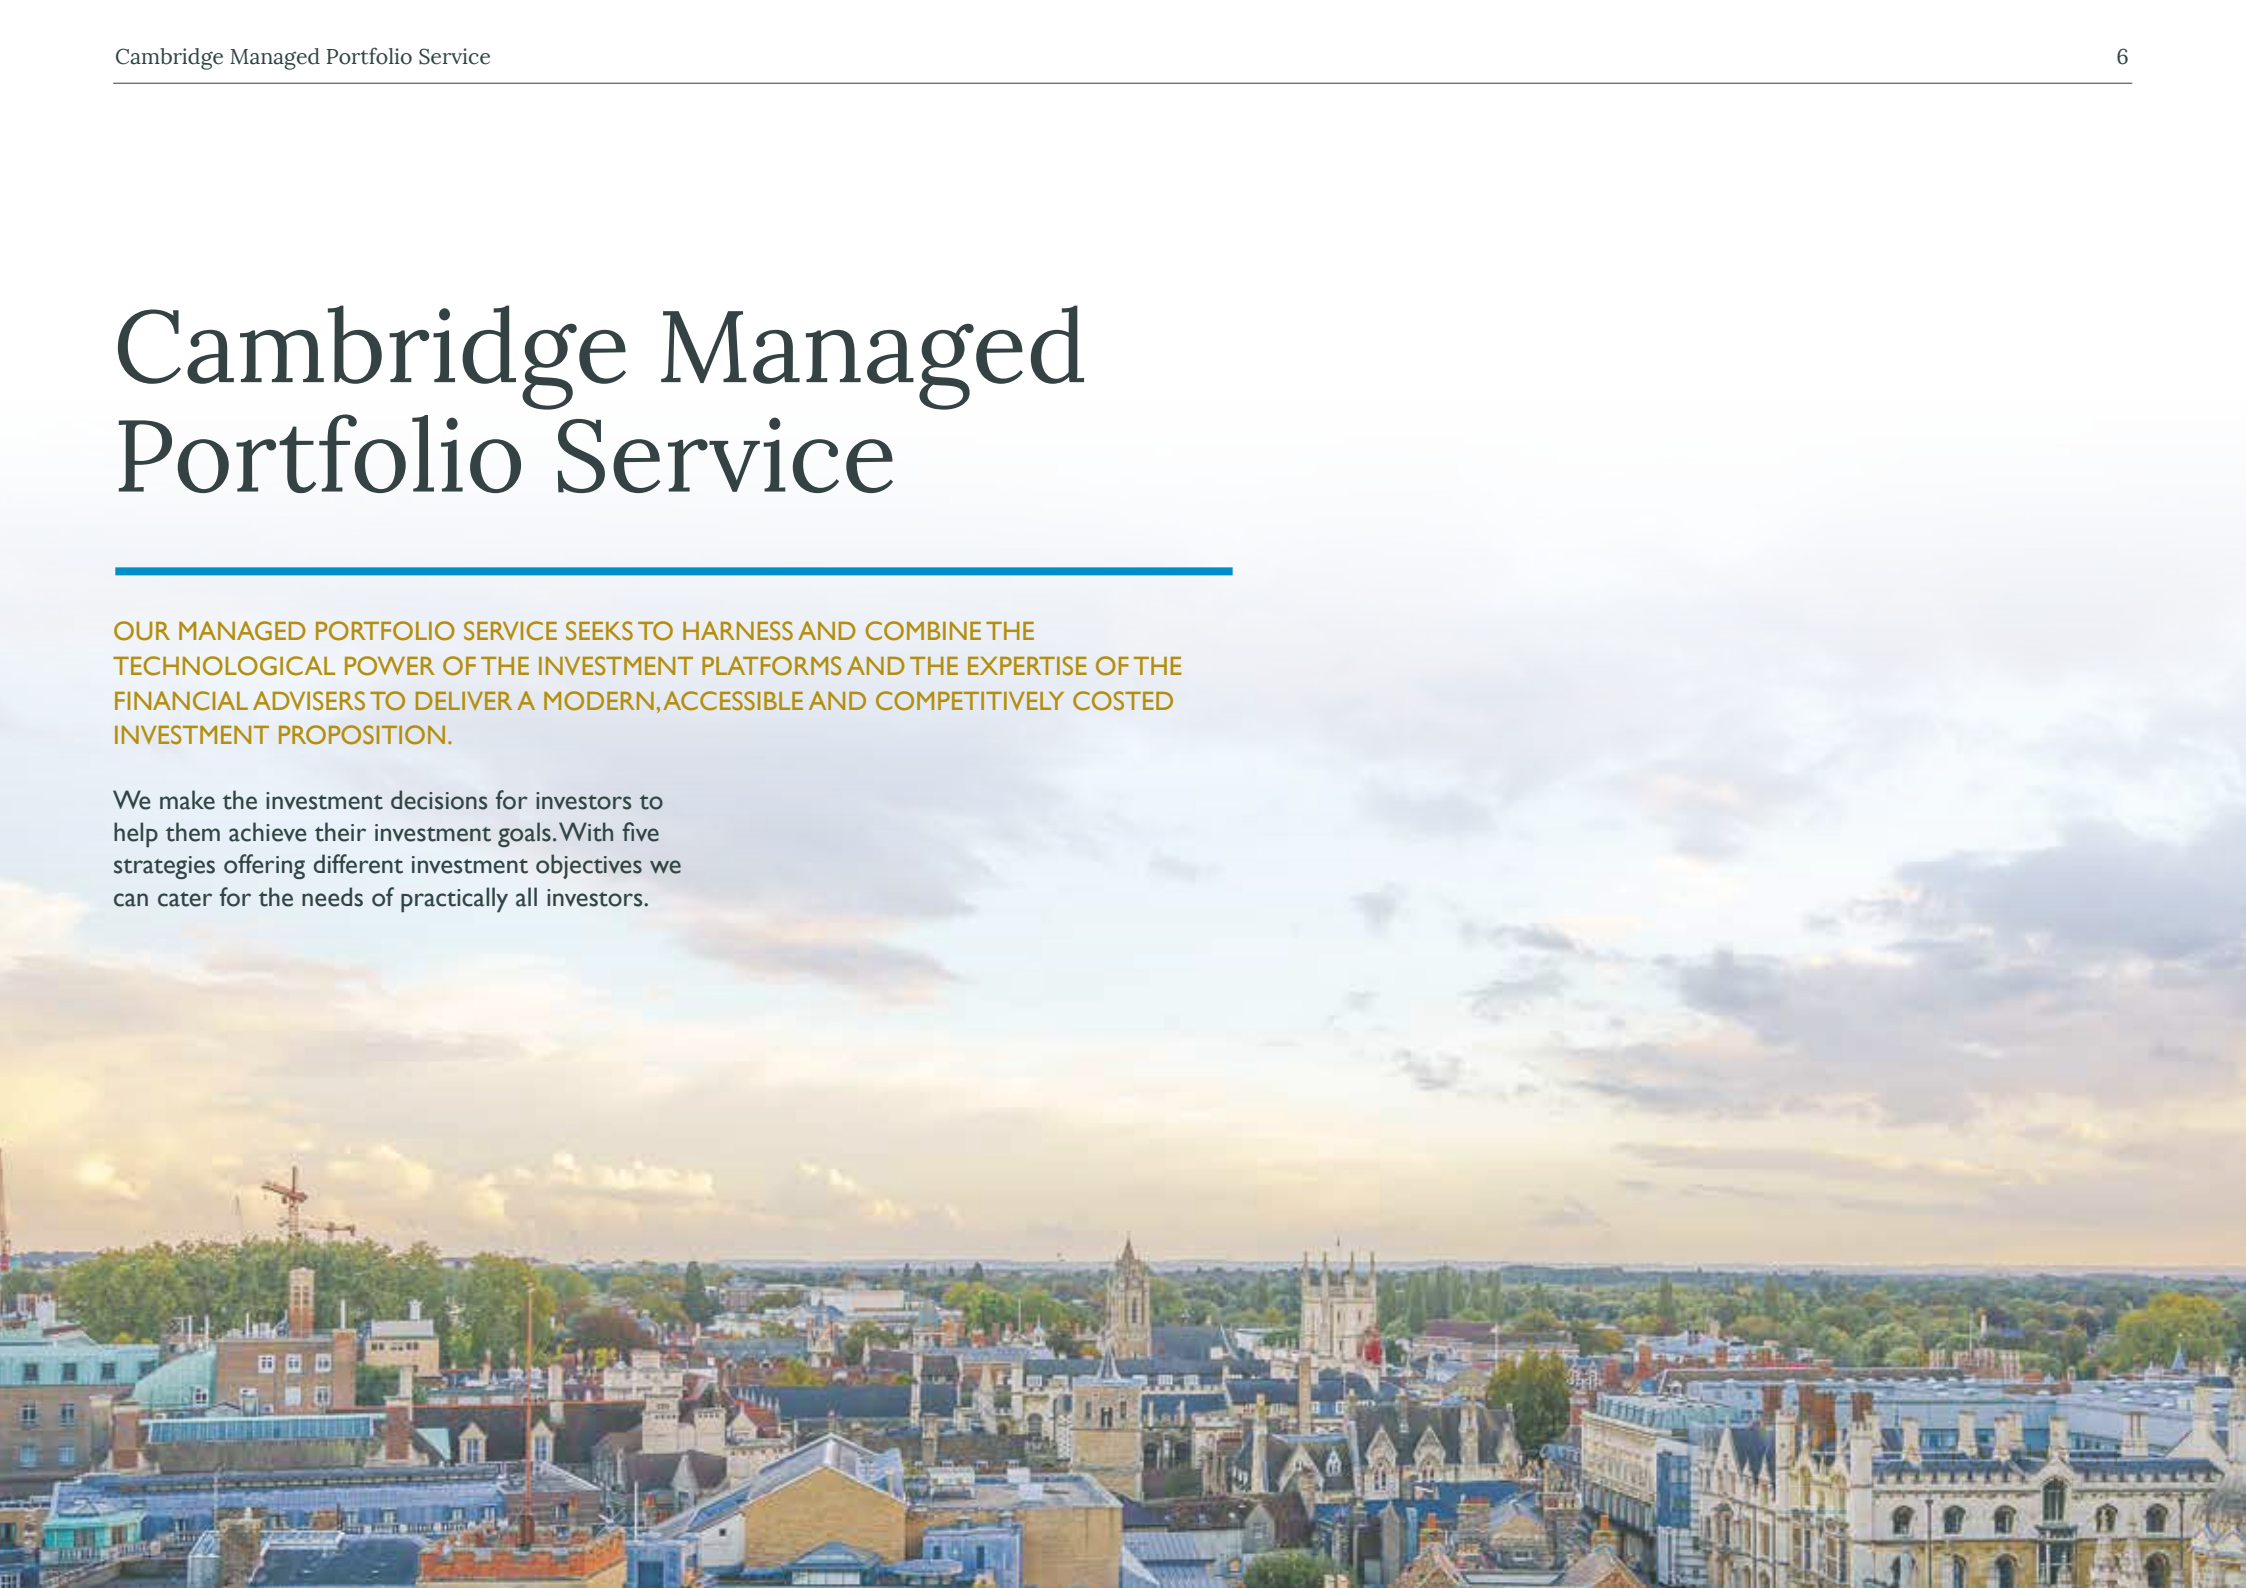 Cambridge Managed Portfolio Service
6
Cambridge Managed
Portfolio Service
OUR MANAGED PORTFOLIO SERVICE SEEKS TO HARNESS AND COMBINE THE
TECHNOLOGICAL POWER OF THE INVESTMENT PLATFORMS AND THE EXPERTISE OF THE
FINANCIAL ADVISERS TO DELIVER A MODERN, ACCESSIBLE AND COMPETITIVELY COSTED
INVESTMENT PROPOSITION.
We make the investment decisions for investors to
help them achieve their investment goals. With five
strategies offering different investment objectives we
can cater for the needs of practically all investors.